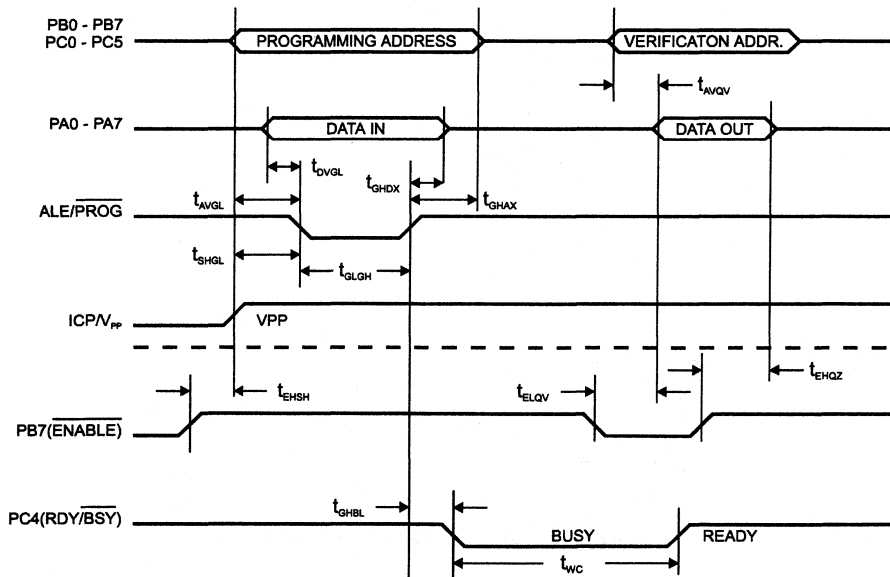 PB0 - PB7
PC0 - PC5
PROGRAMMING ADDRESS
VERIFICATON ADDR.
tAVQV
PA0 - PA7
DATA IN
DATA OUT
tDVGL
tGHDX
tAVGL
tGHAX
ALE/PROG
tSHGL
tGLGH
ICP/VPP
VPP
tEHSH
tELQV
tEHQZ
PB7(ENABLE)
tGHBL
PC4(RDY/BSY)
BUSY
READY
tWC